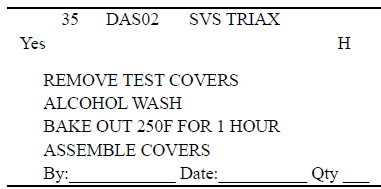 35 DAS02 SVS TRIAX
Yes H
REMOVE TEST COVERS
ALCOHOL WASH
BAKE OUT 250F FOR 1 HOUR
ASSEMBLE COVERS
By:____________ Date:__________ Qty ___